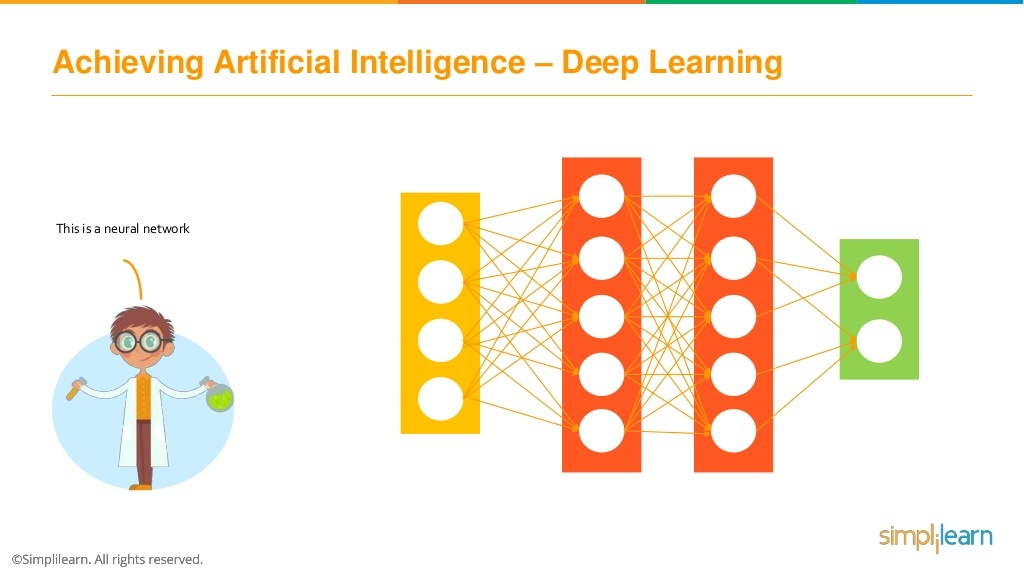 Achieving Artificial Intelligence – Deep Learning
This is a neural network
simplilearn
©Simplilearn. All rights reserved.